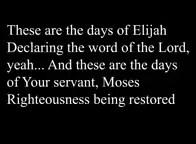 These are the days of Elijah
Declaring the word of the Lord,
yeah... And these are the days
of Your servant, Moses
Righteousness being restored